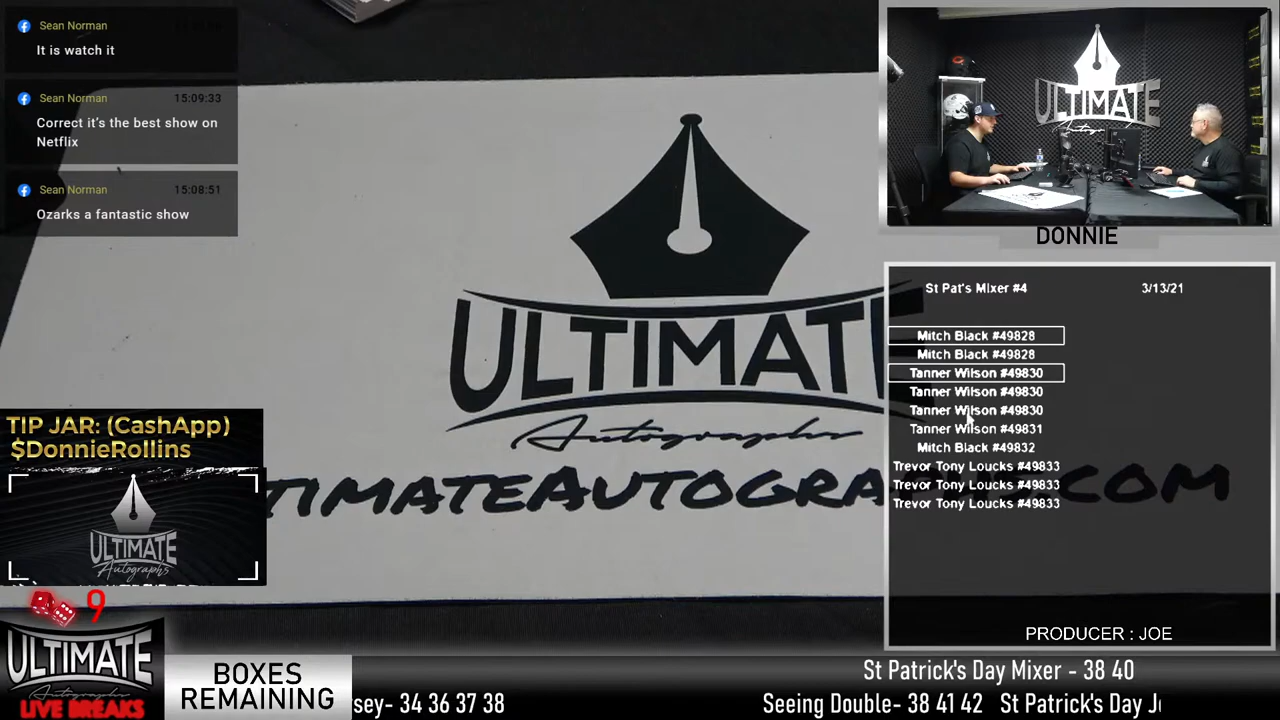 Sean Norman
It is watch it
Sean Norman 15:09:33
Correct it's the best show on
Netflix
Sean Norman 15:08:51
Ozarks a fantastic show
ULTIMATE
Autographs
DONNIE
ULTIMATE
Autographs
TIMATEAUTOGRA .COM
St Pat's Mixer #4 3/13/21
Mitch Black #49828
Mitch Black #49828
Tanner Wilson #49830
Tanner Wilson #49830
Tanner Wilson #49830
Tanner Wilson #49831
Mitch Black #49832
Trevor Tony Loucks #49833
Trevor Tony Loucks #49833
Trevor Tony Loucks #49833
PRODUCER : JOE
TIP JAR: (CashApp)
$DonnieRollins
ULTIMATE
Autographs
9
ULTIMATE
Autographs
LIVE BREAKS
BOXES
REMAINING
St Patrick's Day Mixer - 38 40
sey- 34 36 37 38 Seeing Double- 38 41 42 St Patrick's Day J